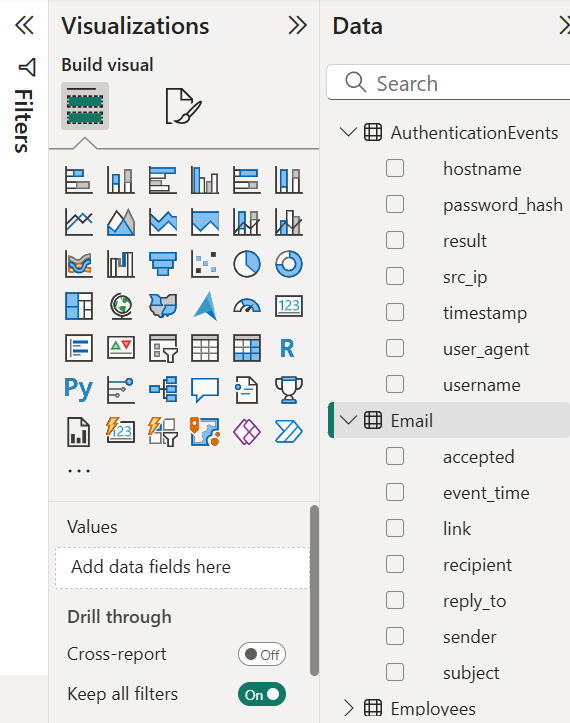 Filters
Visualizations
Build visual
123
R
Py
123
...
Values
Add data fields here
Drill through
Cross-report
Off
Keep all filters
On
Data
Search
AuthenticationEvents
hostname
password_hash
result
src_ip
timestamp
user_agent
username
Email
accepted
event_time
link
recipient
reply_to
sender
subject
Employees